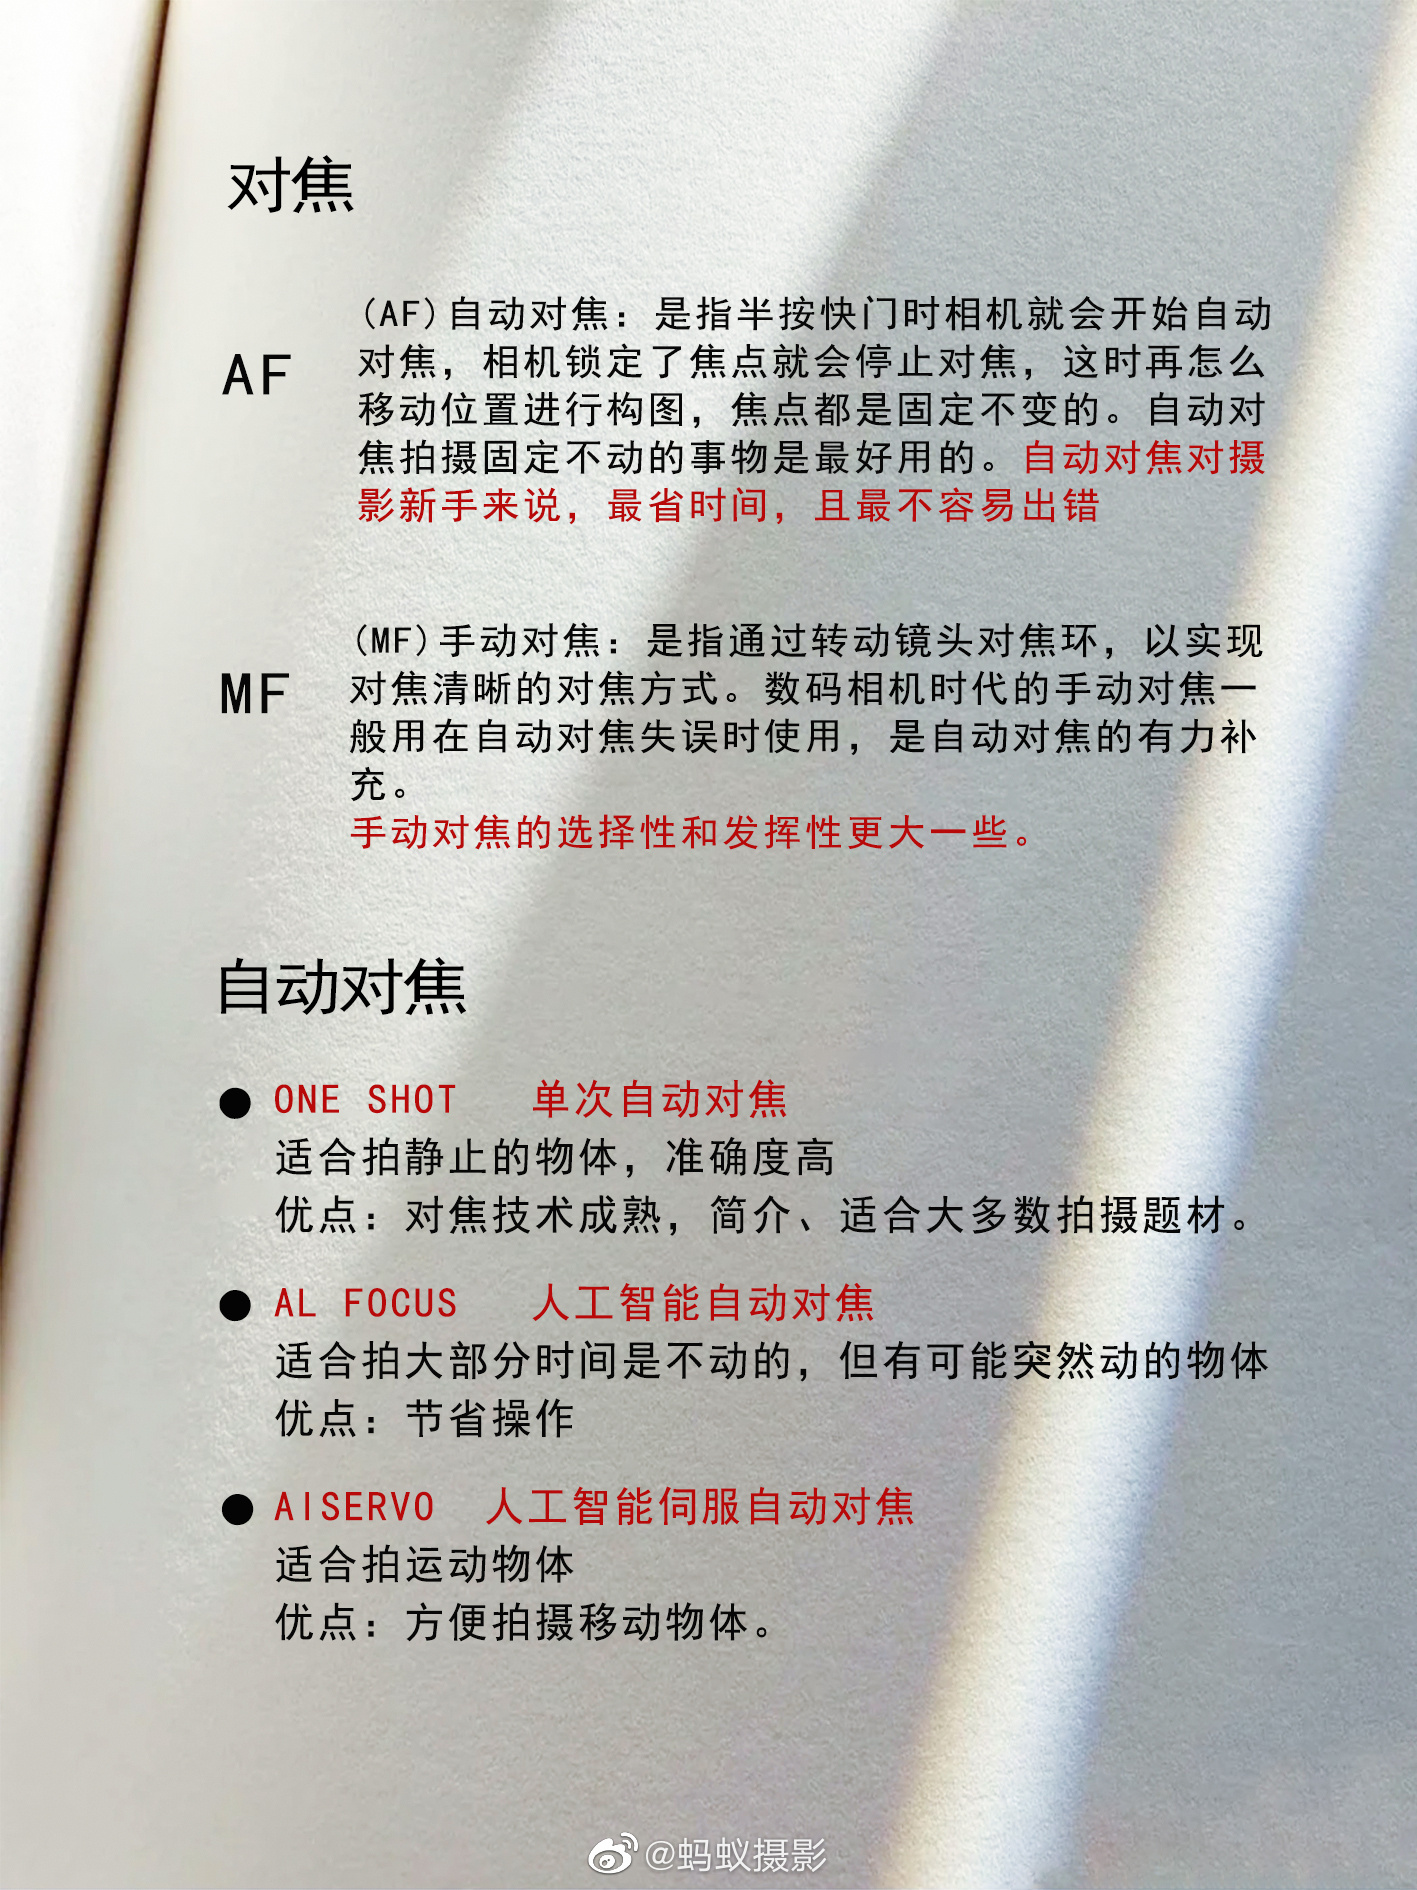 对焦
AF
(AF)自动对焦：是指半按快门时相机就会开始自动
对焦，相机锁定了焦点就会停止对焦，这时再怎么
移动位置进行构图，焦点都是固定不变的。自动对
焦拍摄固定不动的事物是最好用的。自动对焦对摄
影新手来说，最省时间，且最不容易出错
MF
(MF)手动对焦：是指通过转动镜头对焦环，以实现
对焦清晰的对焦方式。数码相机时代的手动对焦一
般用在自动对焦失误时使用，是自动对焦的有力补
充。
手动对焦的选择性和发挥性更大一些。
自动对焦
● ONE SHOT 单次自动对焦
适合拍静止的物体，准确度高
优点：对焦技术成熟，简介、适合大多数拍摄题材。
● AL FOCUS 人工智能自动对焦
适合拍大部分时间是不动的，但有可能突然动的物体
优点：节省操作
● AISERVO 人工智能伺服自动对焦
适合拍运动物体
优点：方便拍摄移动物体。
@蚂蚁摄影